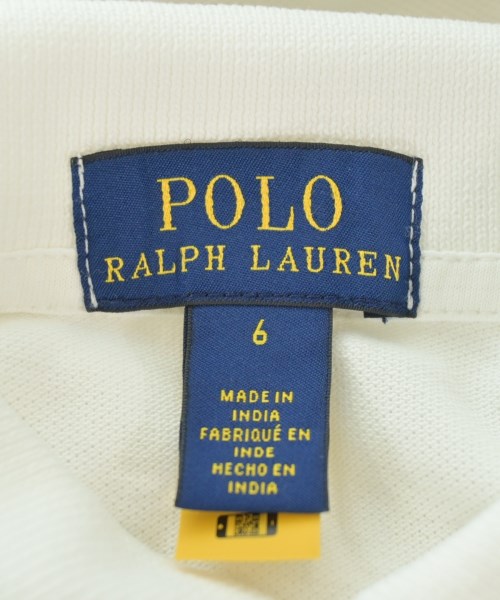 POLO
RALPH LAUREN
6
MADE IN
INDIA
FABRIQUÉ EN
INDE
HECHO EN
INDIA